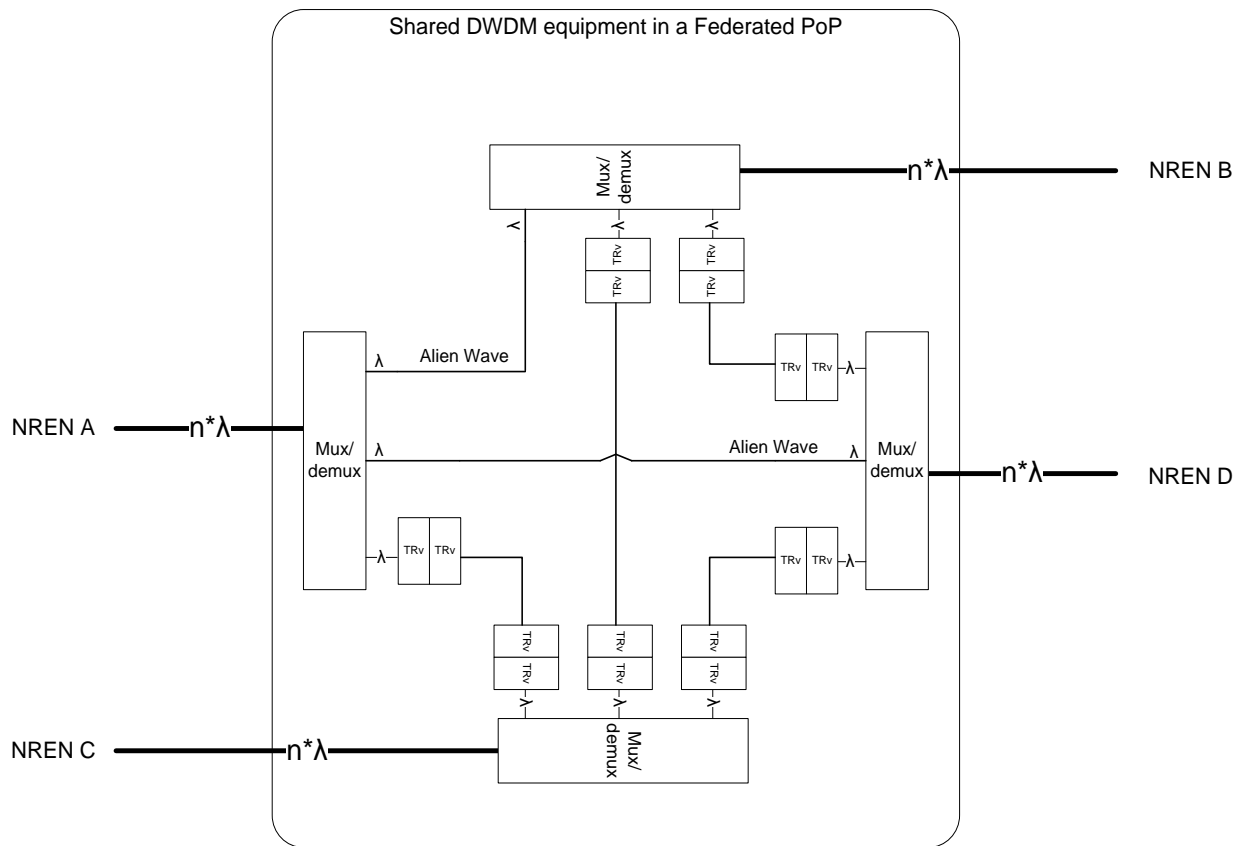 Shared DWDM equipment in a Federated PoP
Mux/
demux
n*λ
NREN B
λ
λ
λ
TRv
TRv
TRv
TRv
λ
Alien Wave
TRv
TRv
λ
NREN A
n*λ
Mux/
demux
λ
Alien Wave
λ
Mux/
demux
n*λ
NREN D
λ
TRv
TRv
TRv
TRv
λ
TRv
TRv
TRv
TRv
TRv
TRv
λ
λ
λ
NREN C
n*λ
Mux/
demux